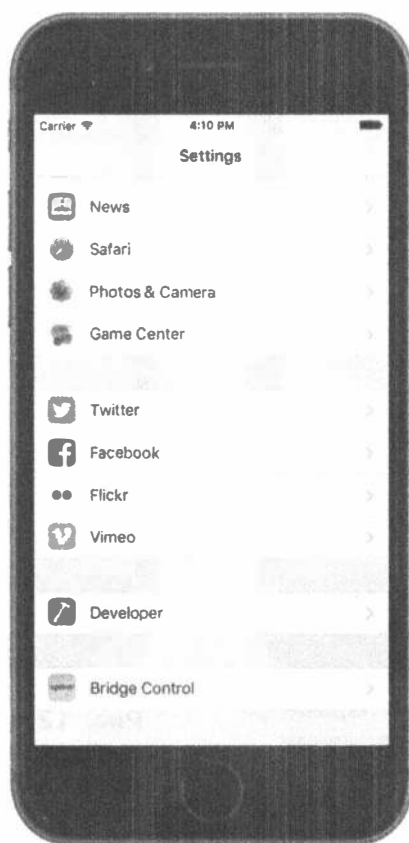 Carrier 4:10 PM
Settings
News
Safari
Photos & Camera
Game Center
Twitter
Facebook
Flickr
Vimeo
Developer
Bridge Control